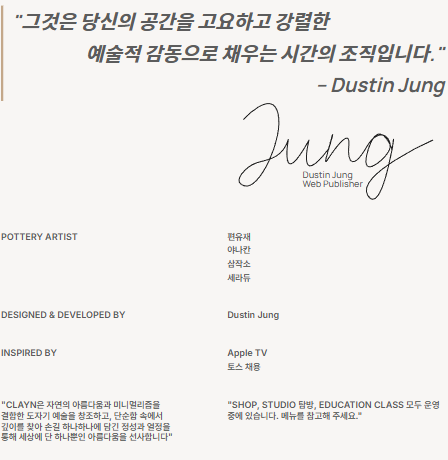 "그것은 당신의 공간을 고요하고 강렬한
예술적 감동으로 채우는 시간의 조직입니다."
– Dustin Jung
Jung
Dustin Jung
Web Publisher
POTTERY ARTIST
편유재
야나칸
삼작소
세라듀
DESIGNED & DEVELOPED BY
Dustin Jung
INSPIRED BY
Apple TV
토스 채용
"CLAYN은 자연의 아름다움과 미니멀리즘을
결합한 도자기 예술을 창조하고, 단순함 속에서
깊이를 찾아 손길 하나하나에 담긴 정성과 열정을
통해 세상에 단 하나뿐인 아름다움을 선사합니다"
"SHOP, STUDIO 탐방, EDUCATION CLASS 모두 운영
중에 있습니다. 메뉴를 참고해 주세요."